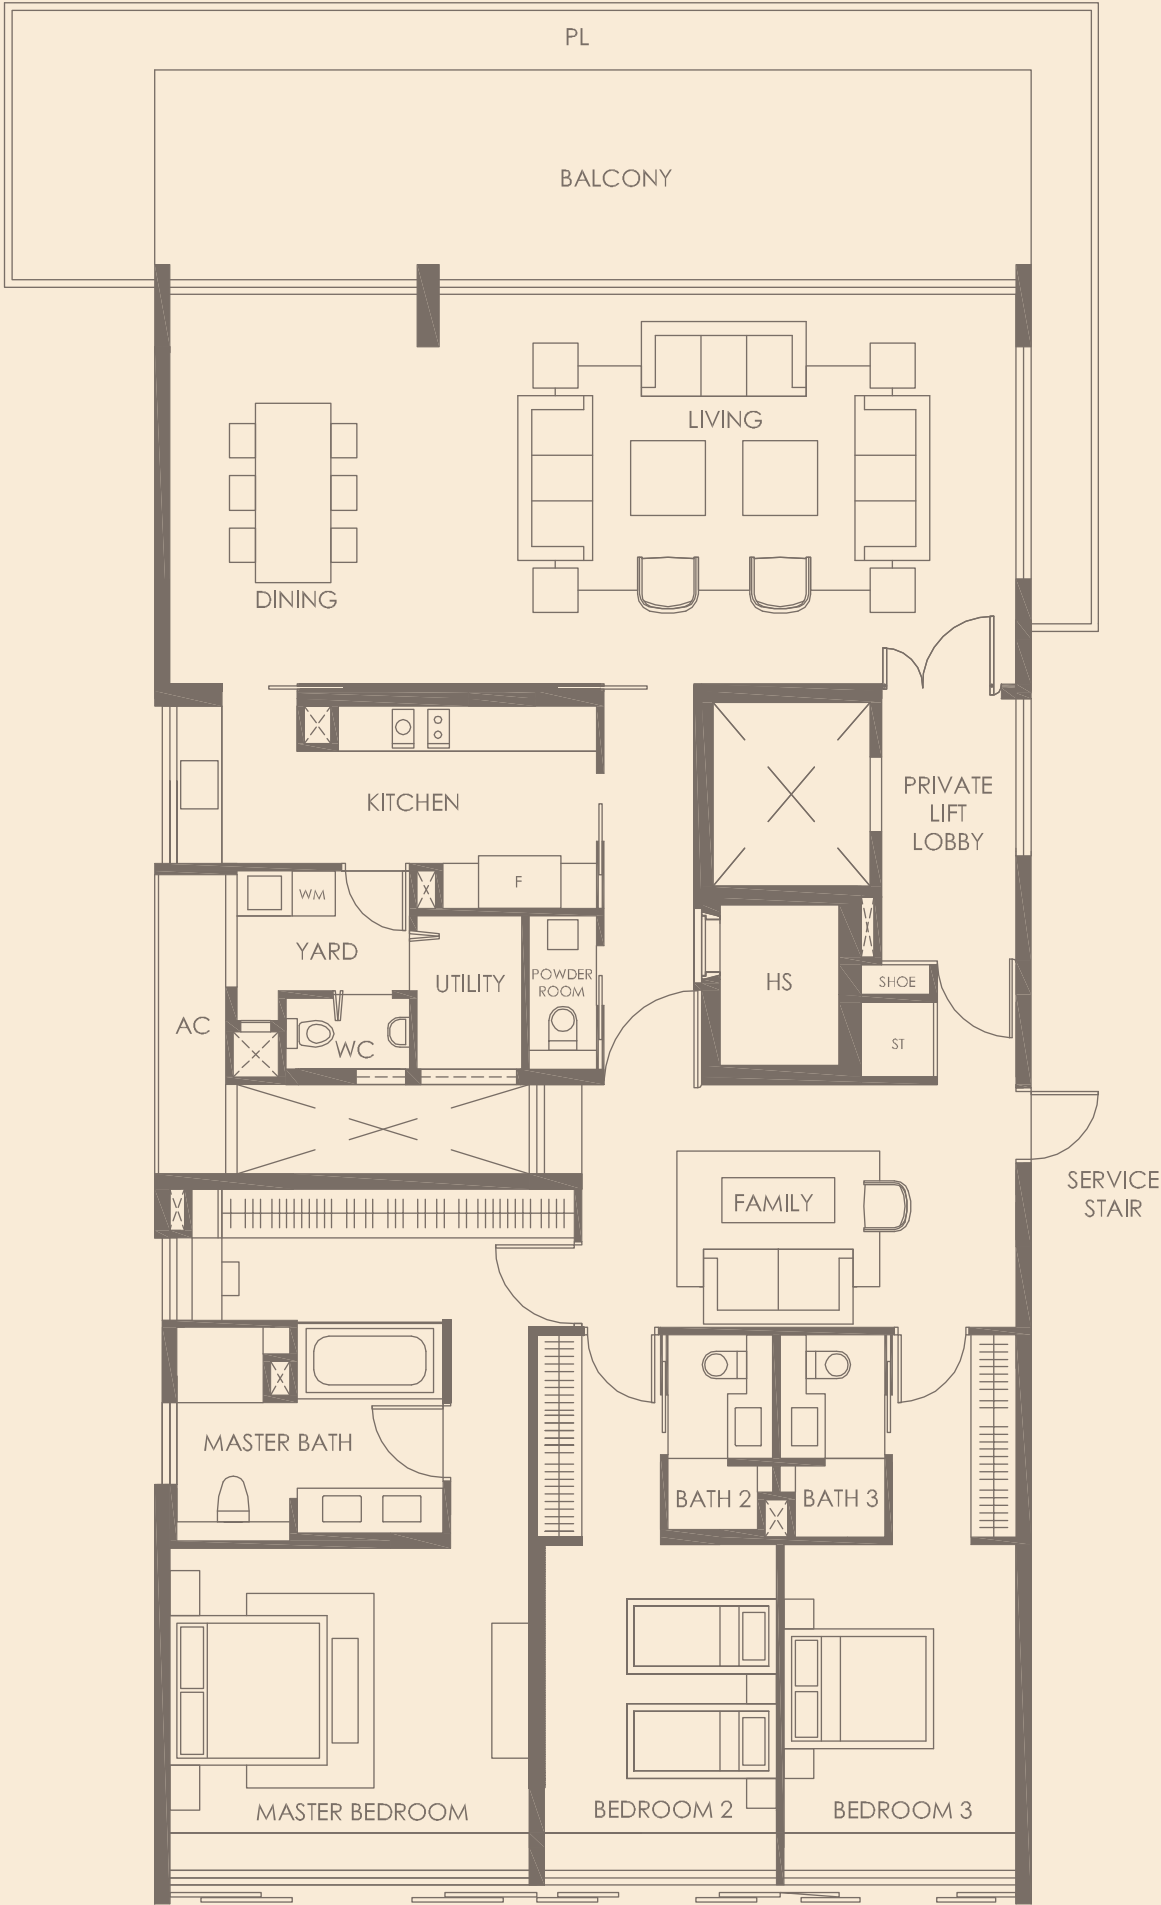 PL
BALCONY
LIVING
DINING
KITCHEN
PRIVATE
LIFT
LOBBY
F
WM
YARD
UTILITY
POWDER
ROOM
HS
SHOE
AC
WC
ST
SERVICE
STAIR
FAMILY
MASTER BATH
BATH 2
BATH 3
MASTER BEDROOM
BEDROOM 2
BEDROOM 3